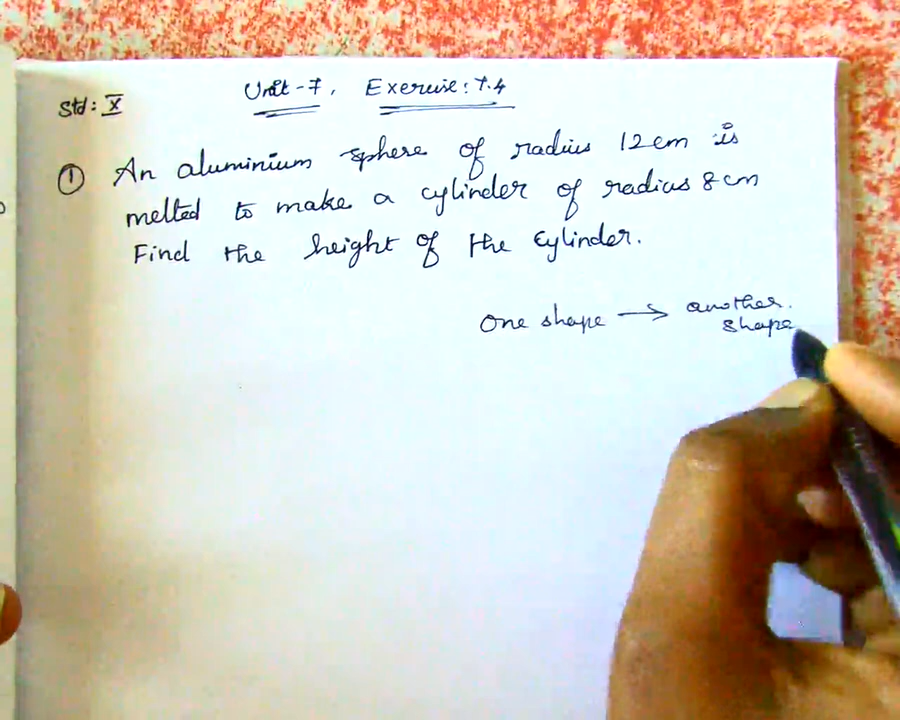 Std: X
Unit - 7, Exercise: 7.4
① An aluminium sphere of radius 12cm is
melted to make a cylinder of radius 8cm
Find the height of the cylinder.
One shape → another.
shape